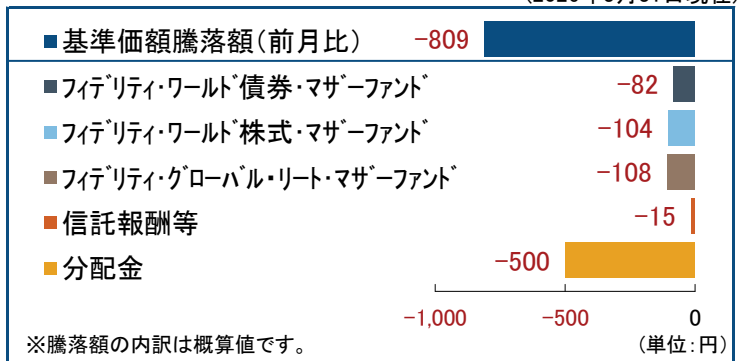 ■基準価額騰落額（前月比） -809
■フィデリティ・ワールド債券・マザーファンド -82
■フィデリティ・ワールド株式・マザーファンド -104
■フィデリティ・グローバル・リート・マザーファンド -108
■信託報酬等 -15
■分配金 -500
-1,000 -500 0
※騰落額の内訳は概算値です。 （単位：円）